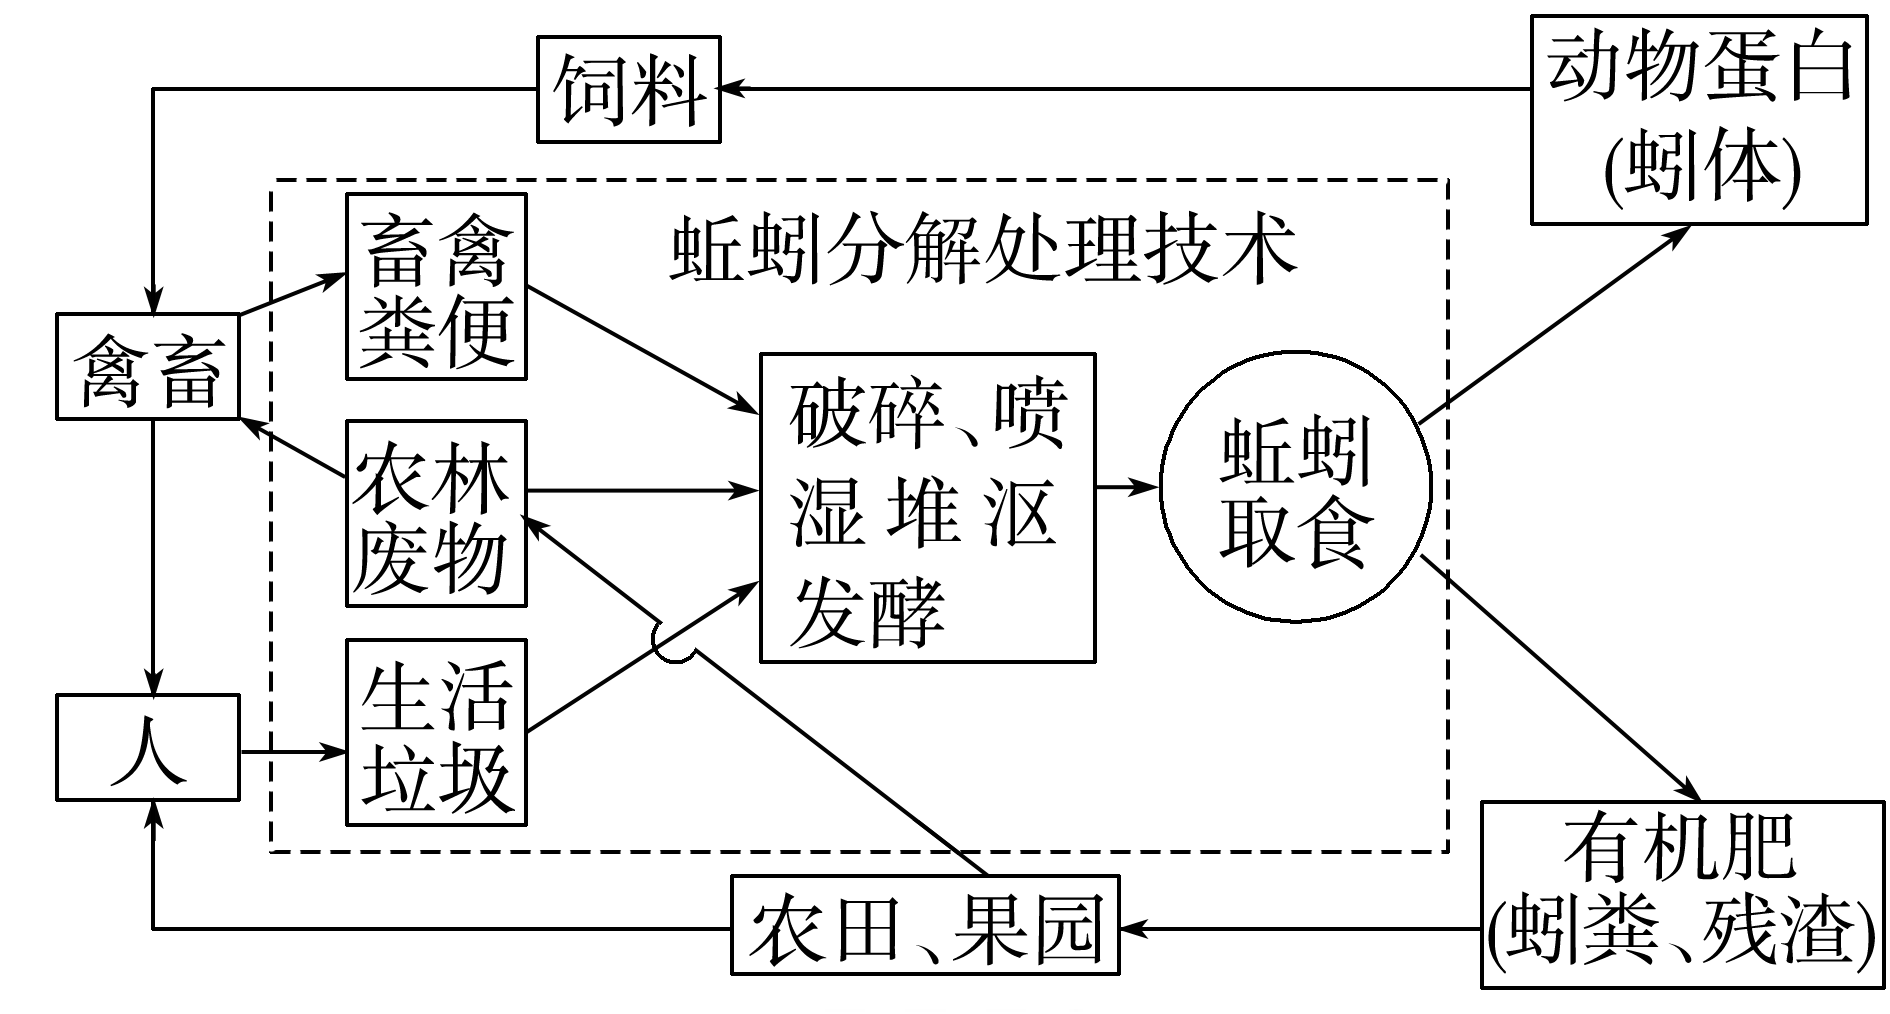 饲料
动物蛋白
(蚓体)
蚯蚓分解处理技术
畜禽
粪便
禽畜
破碎、喷
湿堆沤
发酵
蚯蚓
取食
农林
废物
生活
垃圾
人
有机肥
(蚓粪、残渣)
农田、果园